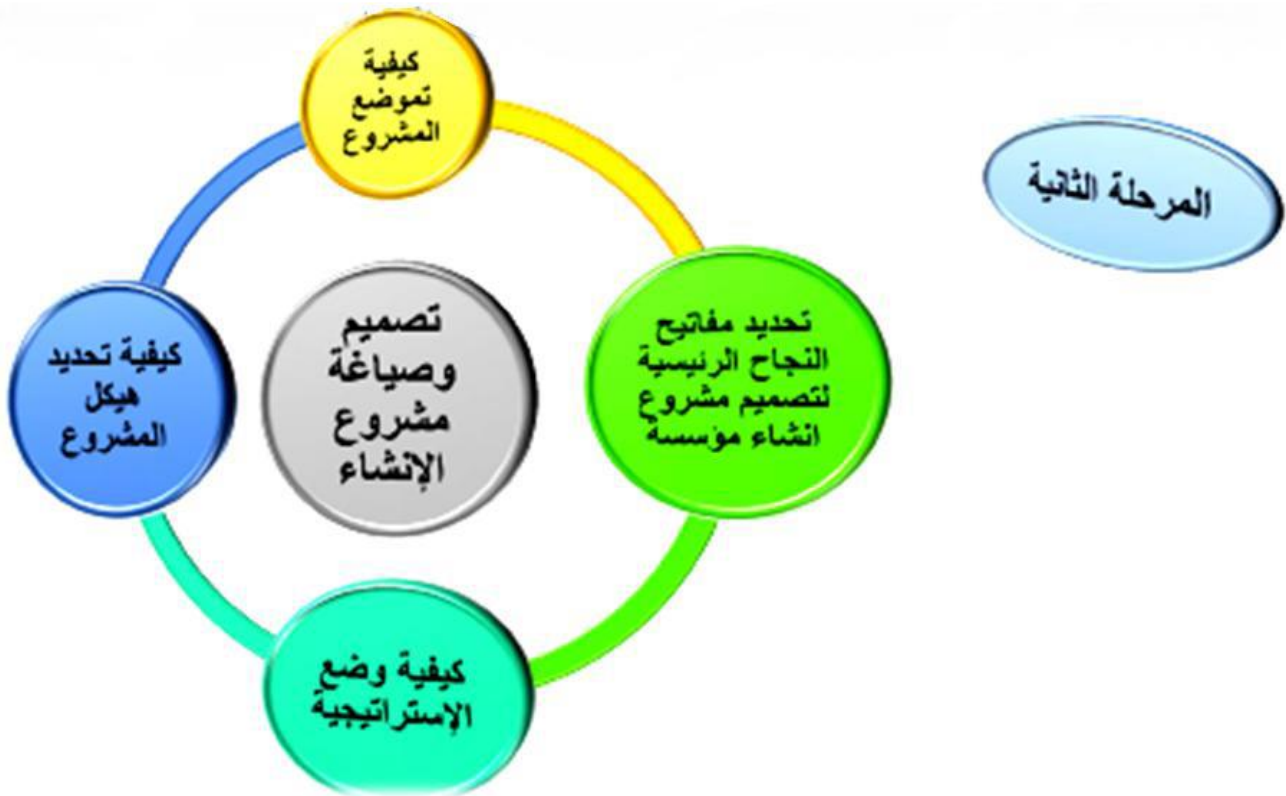 كيفية
تموضع
المشروع
المرحلة الثانية
تحديد مفاتيح
النجاح الرئيسية
لتصميم مشروع
انشاء مؤسسة
تصميم
وصياغة
مشروع
الإنشاء
كيفية تحديد
هيكل
المشروع
كيفية وضع
الإستراتيجية